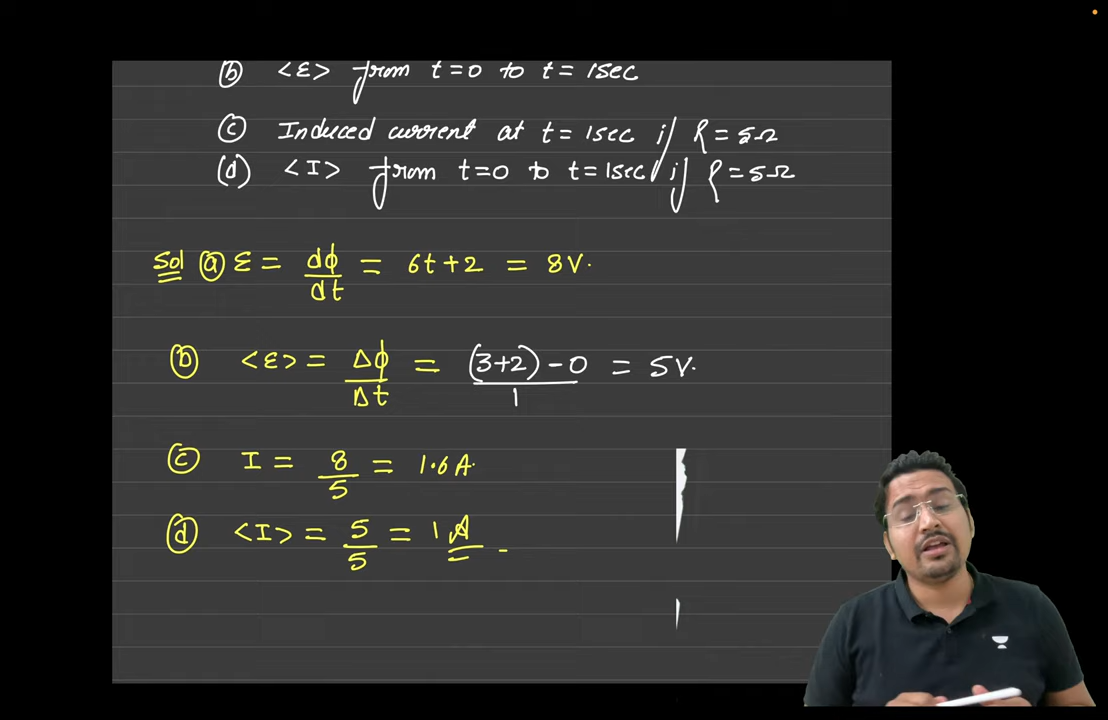 (b) <ε> from t=0 to t= 1sec
(c) Induced current at t= 1sec if R= 5Ω
(d) <I> from t=0 to t=1sec if R=5Ω
Sol (a) ε = dϕ/dt = 6t+2 = 8V.
(b) <ε> = Δϕ/Δt = (3+2)-0/1 = 5V.
(c) I = 8/5 = 1.6A.
(d) <I> = 5/5 = 1A